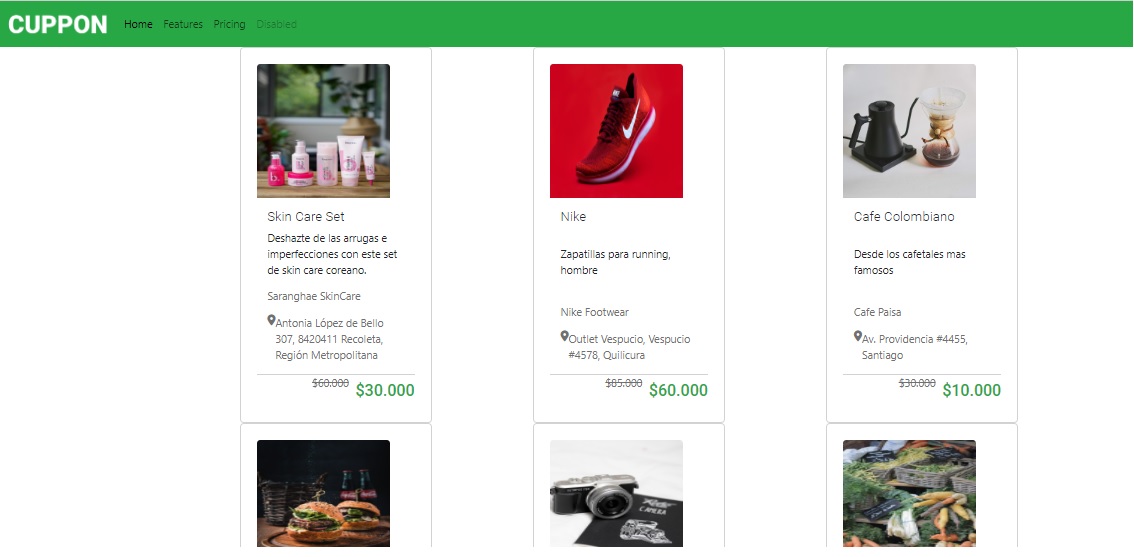 CUPPON
Home Features Pricing Disabled
Skin Care Set
Deshazte de las arrugas e
imperfecciones con este set
de skin care coreano.
Saranghae SkinCare
Antonia López de Bello
307, 8420411 Recoleta,
Región Metropolitana
$60.000 $30.000
Nike
Zapatillas para running,
hombre
Nike Footwear
Outlet Vespucio, Vespucio
#4578, Quilicura
$85.000 $60.000
Cafe Colombiano
Desde los cafetales mas
famosos
Cafe Paisa
Av. Providencia #4455,
Santiago
$30.000 $10.000
CAMERA